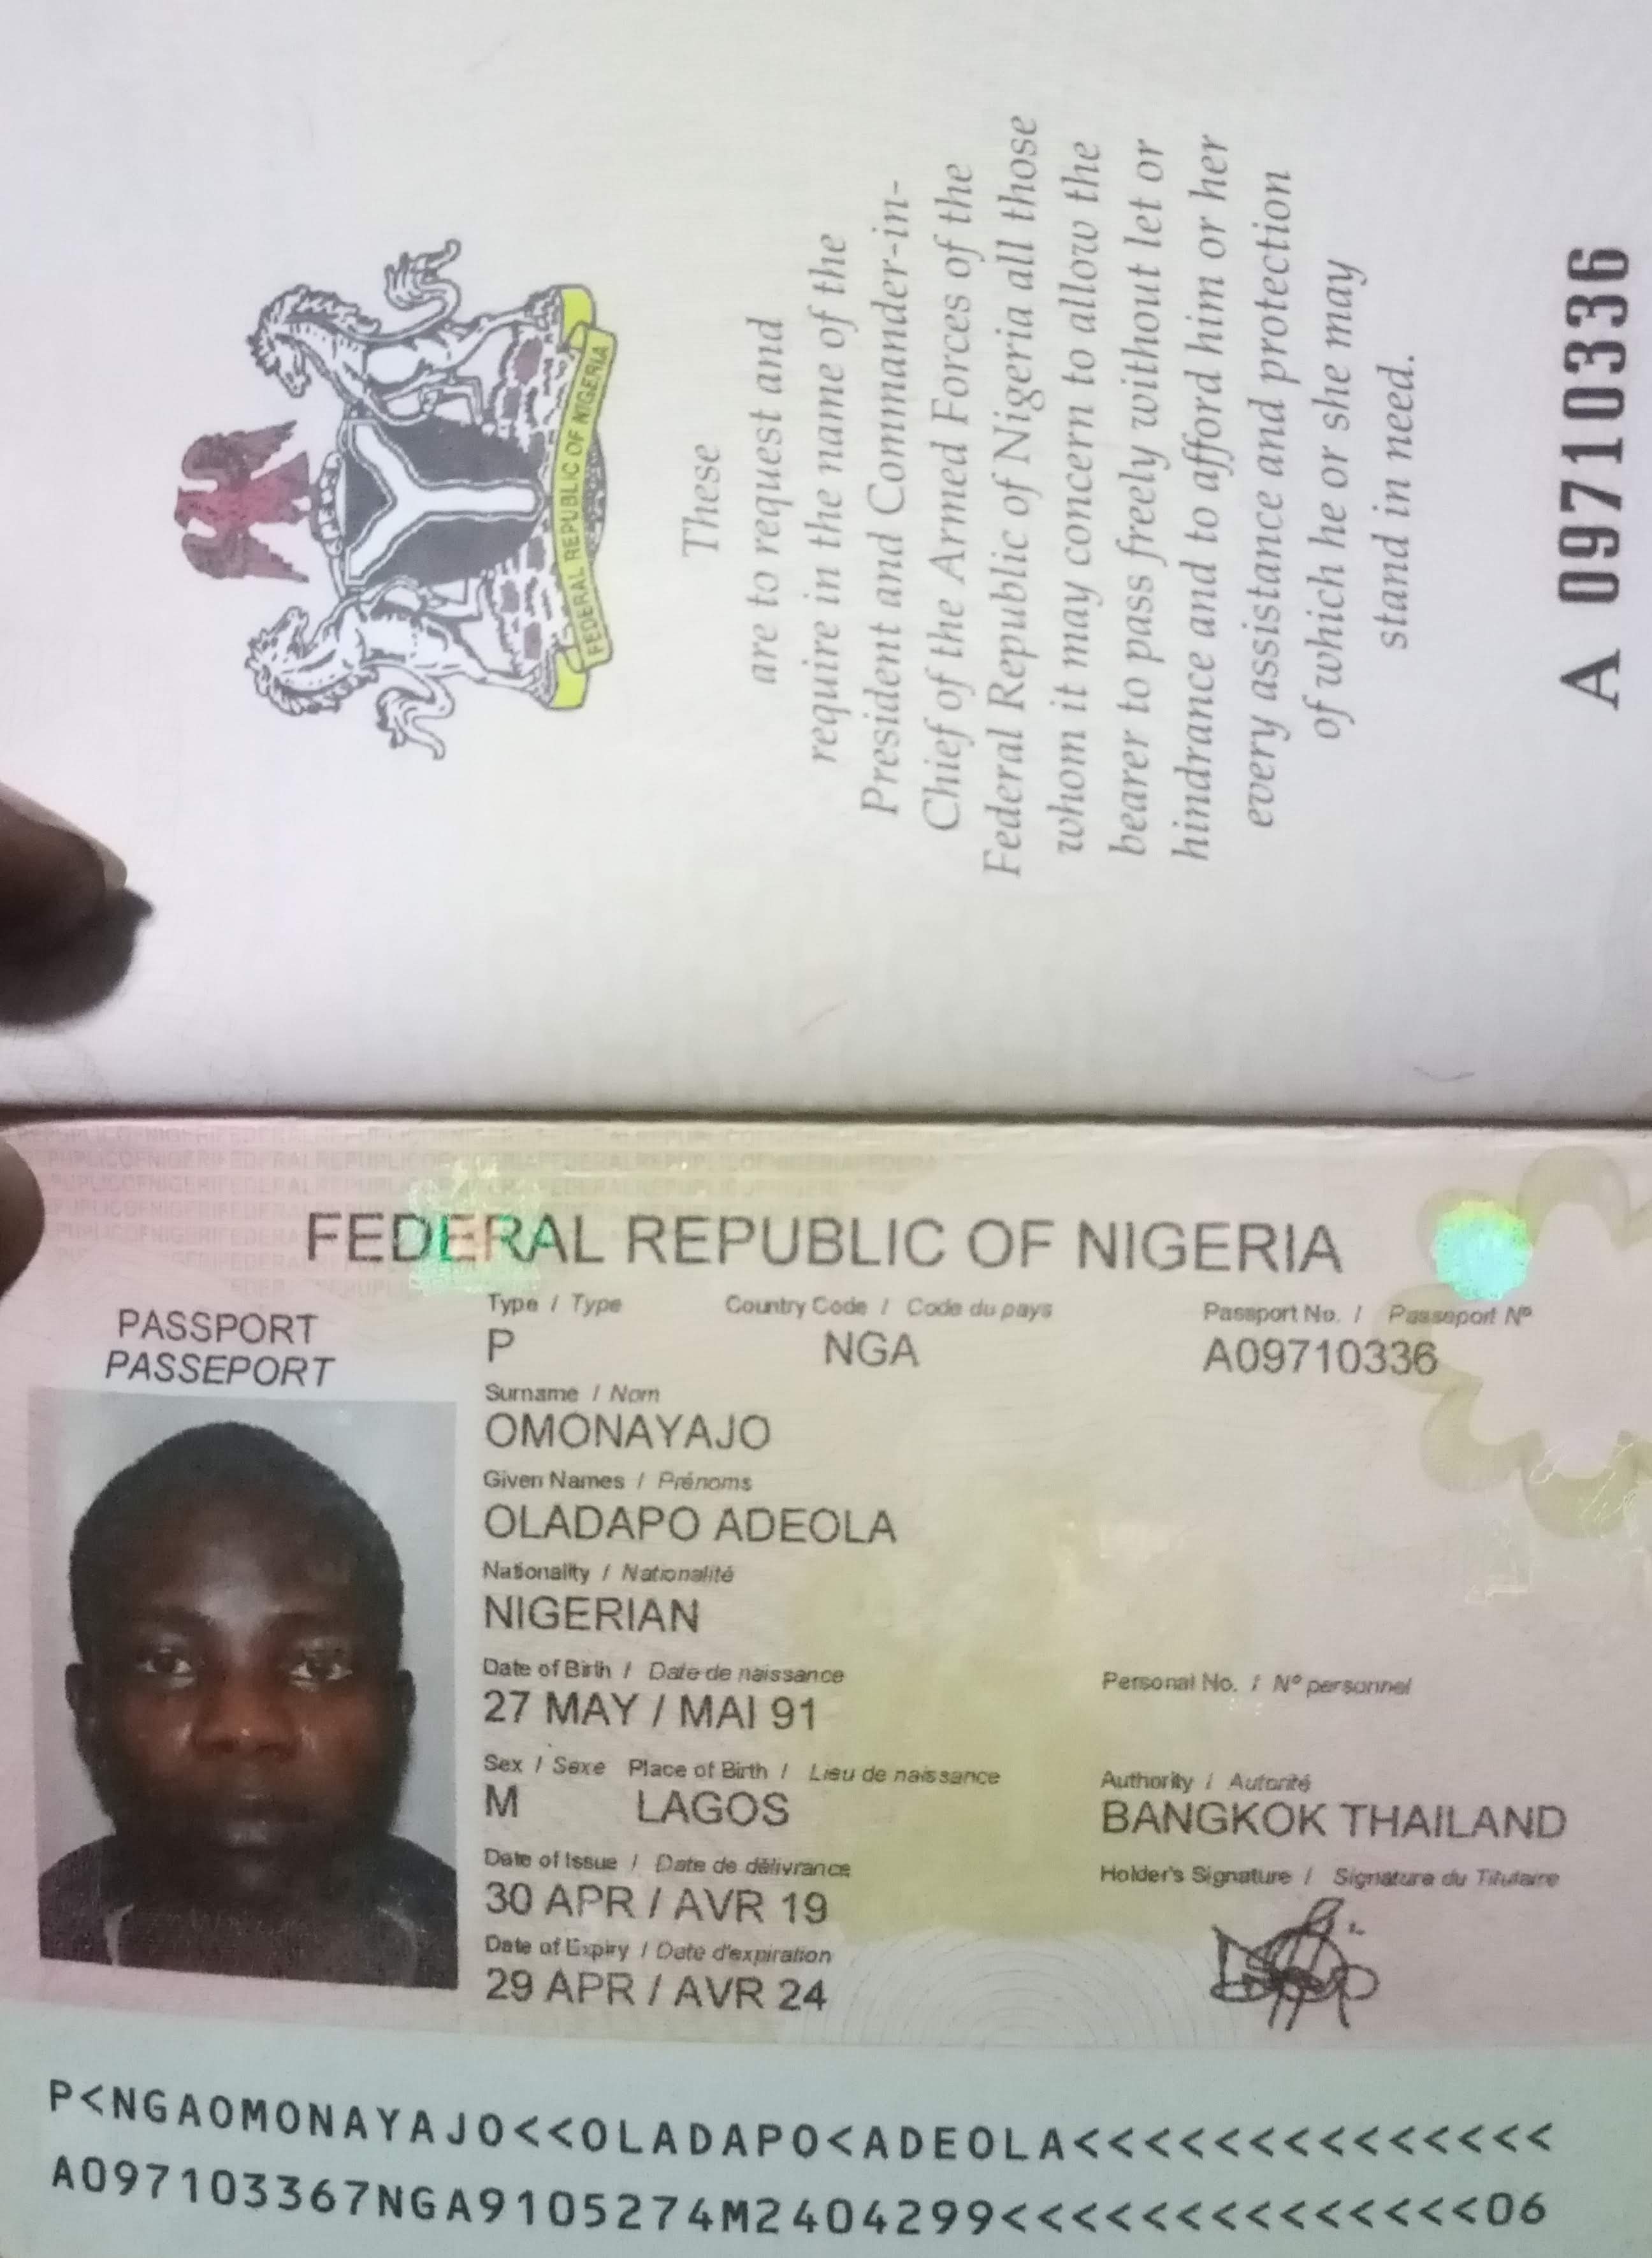 FEDERAL REPUBLIC OF NIGERIA
These
are to request and
require in the name of the
President and Commander-in-
Chief of the Armed Forces of the
Federal Republic of Nigeria all those
whom it may concern to allow the
bearer to pass freely without let or
hindrance and to afford him or her
every assistance and protection
of which he or she may
stand in need.
A 09710336
FEDERAL REPUBLIC OF NIGERIA
PASSPORT
PASSEPORT
Type / Type Country Code / Code du pays Passport No. / Passeport Nº
P NGA A09710336
Surname / Nom
OMONAYAJO
Given Names / Prénoms
OLADAPO ADEOLA
Nationality / Nationalité
NIGERIAN
Date of Birth / Date de naissance Personal No. / Nº personnel
27 MAY / MAI 91
Sex / Sexe Place of Birth / Lieu de naissance Authority / Autorité
M LAGOS BANGKOK THAILAND
Date of Issue / Date de délivrance Holder's Signature / Signature du Titulaire
30 APR / AVR 19
Date of Expiry / Date d'expiration
29 APR / AVR 24
P<NGAOMONAYAJO<<OLADAPO<ADEOLA<<<<<<<<<<<<<<
A097103367NGA9105274M2404299<<<<<<<<<<<<<<06